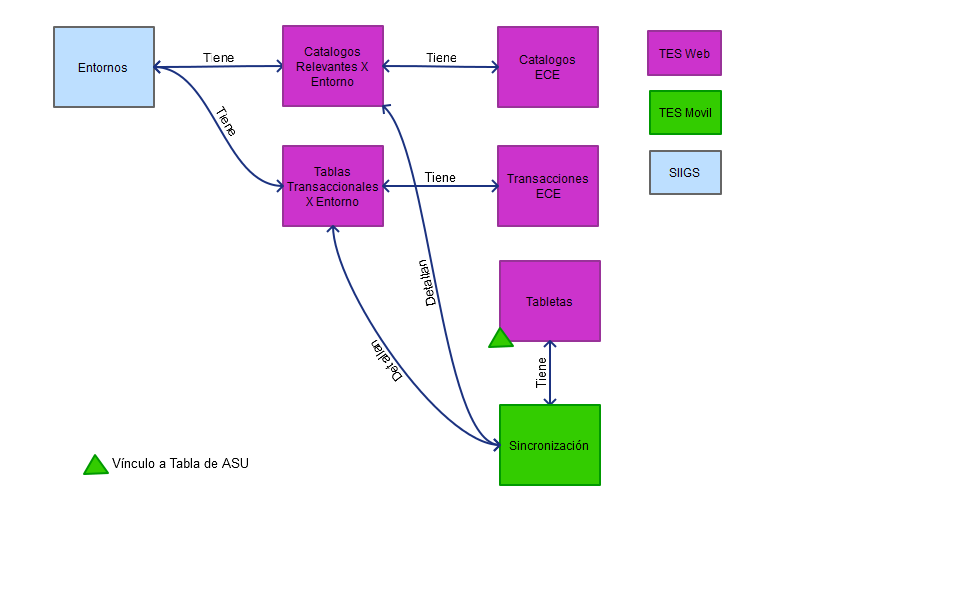 Entornos
Tiene
Catalogos
Relevantes X
Entorno
Tiene
Catalogos
ECE
TES Web
TES Movil
SIIGS
Tiene
Tablas
Transaccionales
X Entorno
Tiene
Transacciones
ECE
Detallan
Detallan
Tabletas
Tiene
Sincronización
Vínculo a Tabla de ASU